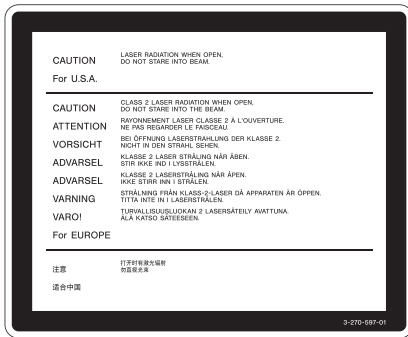 CAUTION LASER RADIATION WHEN OPEN,
DO NOT STARE INTO BEAM.
For U.S.A.
CAUTION CLASS 2 LASER RADIATION WHEN OPEN,
DO NOT STARE INTO THE BEAM.
ATTENTION RAYONNEMENT LASER CLASSE 2 À L'OUVERTURE.
NE PAS REGARDER LE FAISCEAU.
VORSICHT BEI ÖFFNUNG LASERSTRAHLUNG DER KLASSE 2.
NICHT IN DEN STRAHL SEHEN.
ADVARSEL KLASSE 2 LASER STRÅLING NÅR ÅBEN.
STIR IKKE IND I LYSSTRÅLEN.
ADVARSEL KLASSE 2 LASERSTRÅLING NÅR ÅPEN.
IKKE STIRR INN I STRÅLEN.
VARNING STRÅLNING FRÅN KLASS-2-LASER DÅ APPARATEN ÄR ÖPPEN.
TITTA INTE IN I LASERSTRÅLEN.
VARO! TURVALLISUUSLUOKAN 2 LASERSÄTEILY AVATTUNA.
ÄLÄ KATSO SÄTEESEEN.
For EUROPE
注意 打开时有激光辐射
勿直视光束
适合中国
3-270-597-01